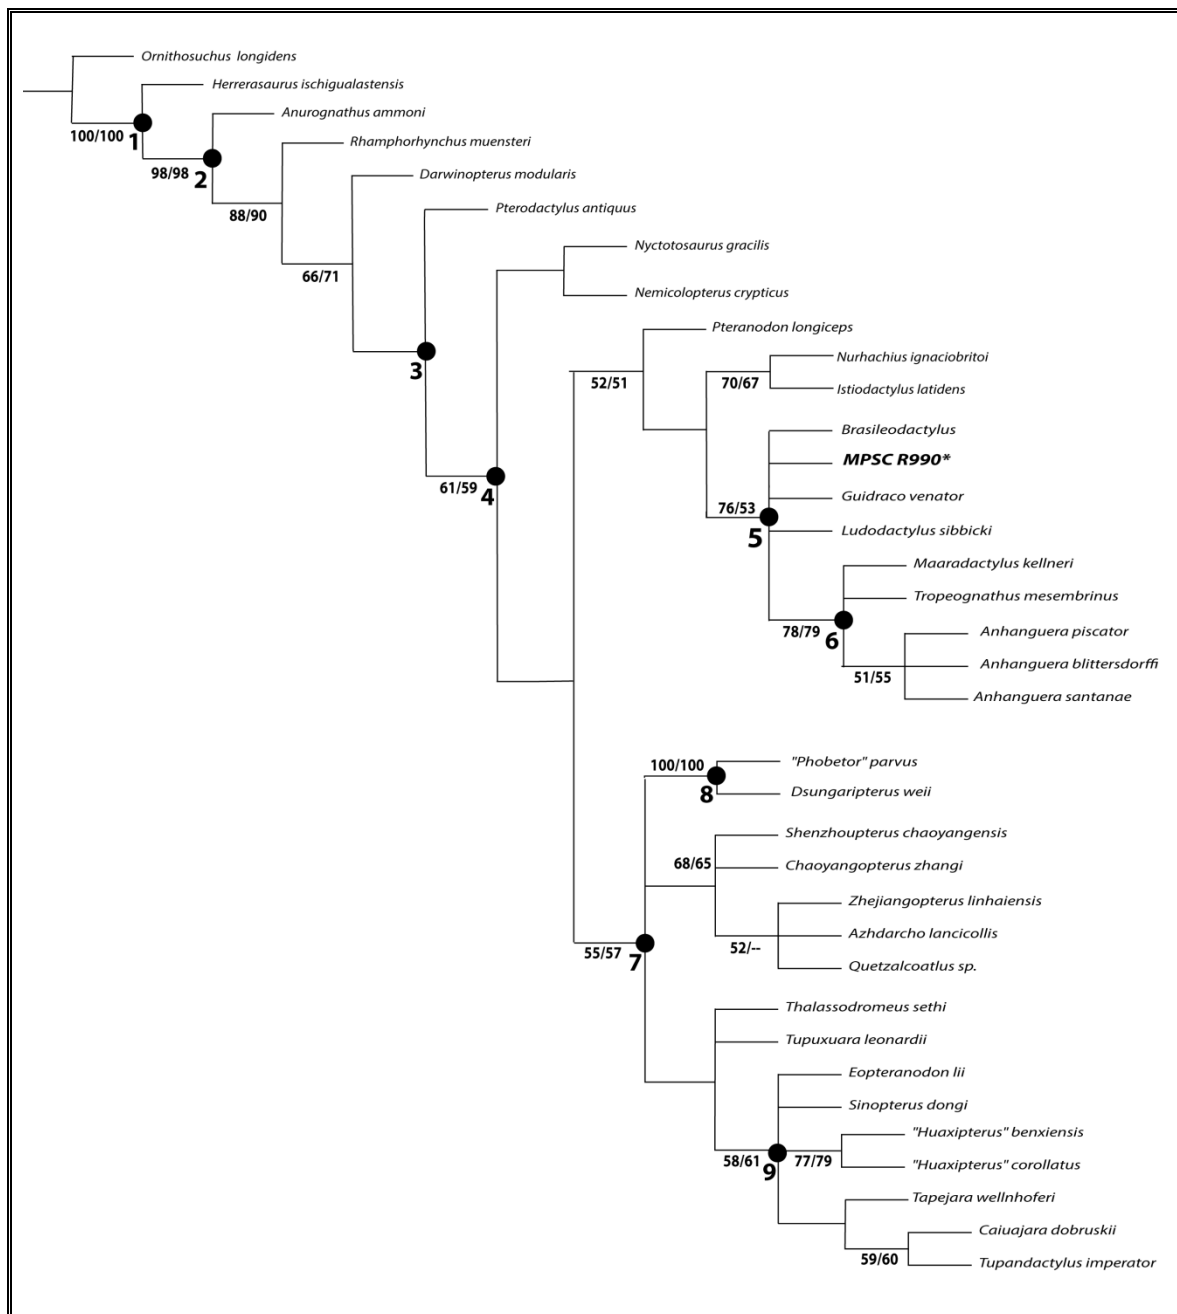 Ornithosuchus longidens
Herrerasaurus ischigualastensis
Anurognathus ammoni
100/100
1
Rhamphorhynchus muensteri
98/98
2
Darwinopterus modularis
88/90
Pterodactylus antiquus
Nyctotosaurus gracilis
66/71
Nemicolopterus crypticus
Pteranodon longiceps
Nurhachius ignaciobritoi
3
52/51
70/67
Istiodactylus latidens
Brasileodactylus
MPSC R990*
61/59
4
Guidraco venator
76/53
5
Ludodactylus sibbicki
Maaradactylus kellneri
Tropeognathus mesembrinus
78/79
6
Anhanguera piscator
Anhanguera blittersdorffi
51/55
Anhanguera santanae
100/100
"Phobetor" parvus
8
Dsungaripterus weii
Shenzhoupterus chaoyangensis
68/65
Chaoyangopterus zhangi
Zhejiangopterus linhaiensis
Azhdarcho lancicollis
55/57
7
52/--
Quetzalcoatlus sp.
Thalassodromeus sethi
Tupuxuara leonardii
Eopteranodon lii
Sinopterus dongi
"Huaxipterus" benxiensis
58/61
9
77/79
"Huaxipterus" corollatus
Tapejara wellnhoferi
Caiuajara dobruskii
59/60
Tupandactylus imperator